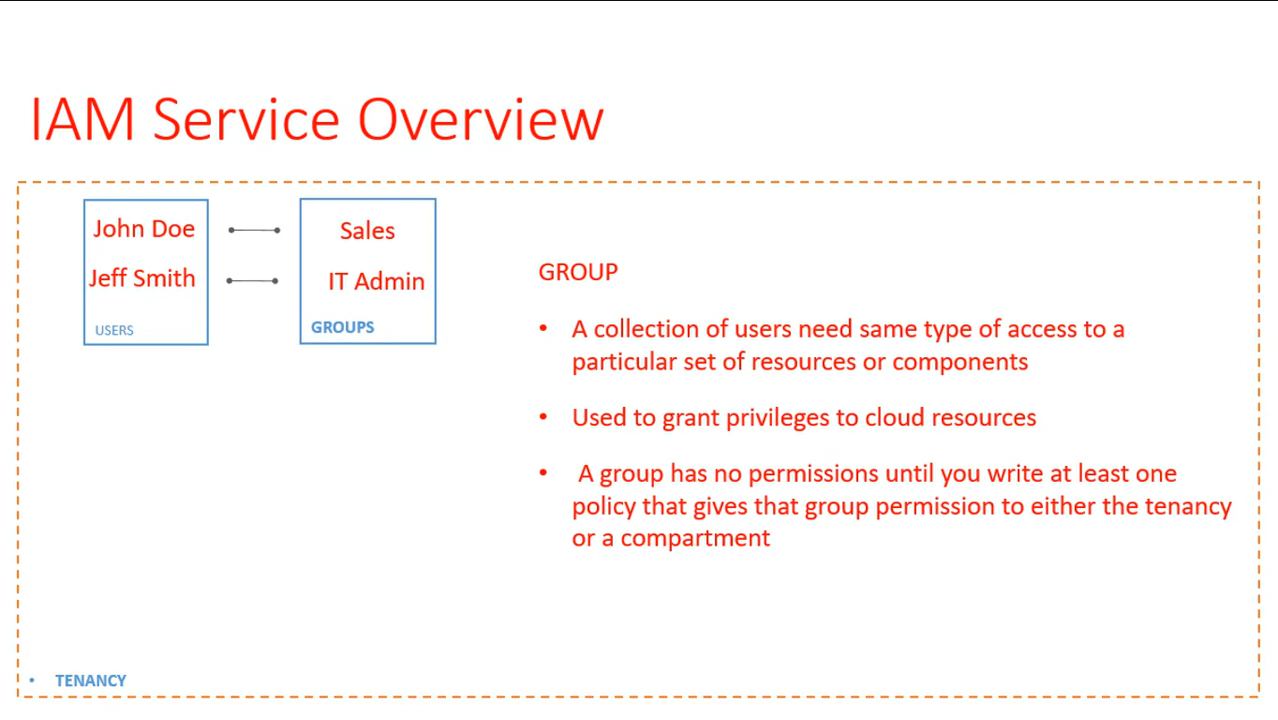 IAM Service Overview
John Doe
Jeff Smith
USERS
Sales
IT Admin
GROUPS
GROUP
• A collection of users need same type of access to a
particular set of resources or components
• Used to grant privileges to cloud resources
• A group has no permissions until you write at least one
policy that gives that group permission to either the tenancy
or a compartment
• TENANCY